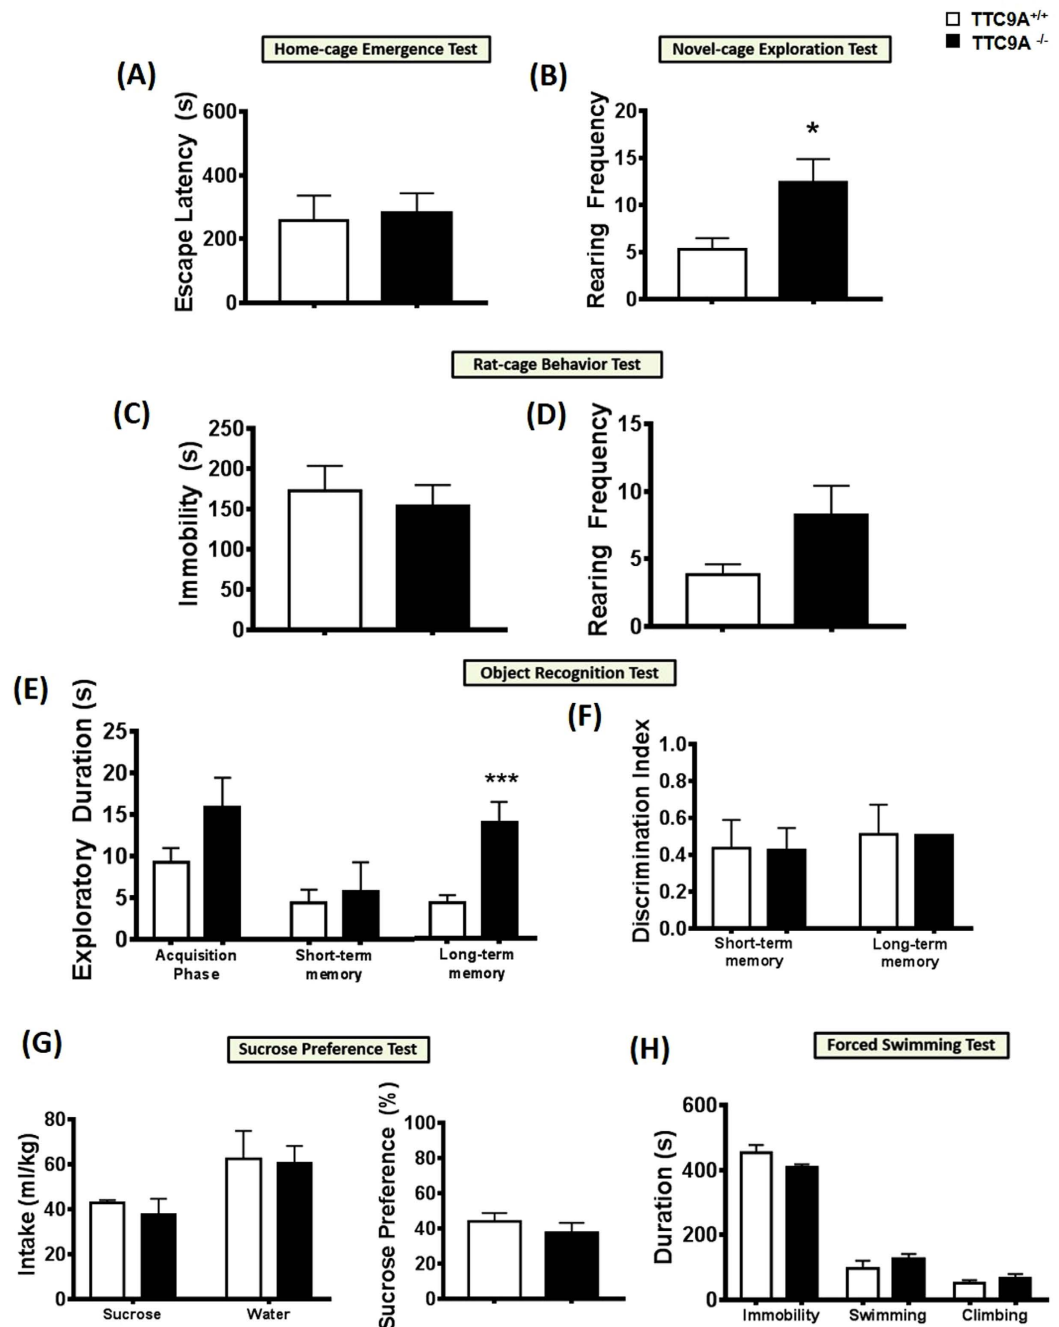 TTC9A+/+
TTC9A -/-
Home-cage Emergence Test
Novel-cage Exploration Test
(A)
(B)
Escape Latency (s)
600
400
200
0
Rearing Frequency
20
15
10
5
0
*
Rat-cage Behavior Test
(C)
(D)
Immobility (s)
250
200
150
100
50
0
Rearing Frequency
15
10
5
0
Object Recognition Test
(E)
(F)
Exploratory Duration (s)
25
20
15
10
5
0
***
Acquisition
Phase
Short-term
memory
Long-term
memory
Discrimination Index
1.0
0.8
0.6
0.4
0.2
0.0
Short-term
memory
Long-term
memory
(G)
Sucrose Preference Test
(H)
Forced Swimming Test
Intake (ml/kg)
80
60
40
20
0
Sucrose
Water
Sucrose Preference (%)
100
80
60
40
20
0
Duration (s)
600
400
200
0
Immobility
Swimming
Climbing